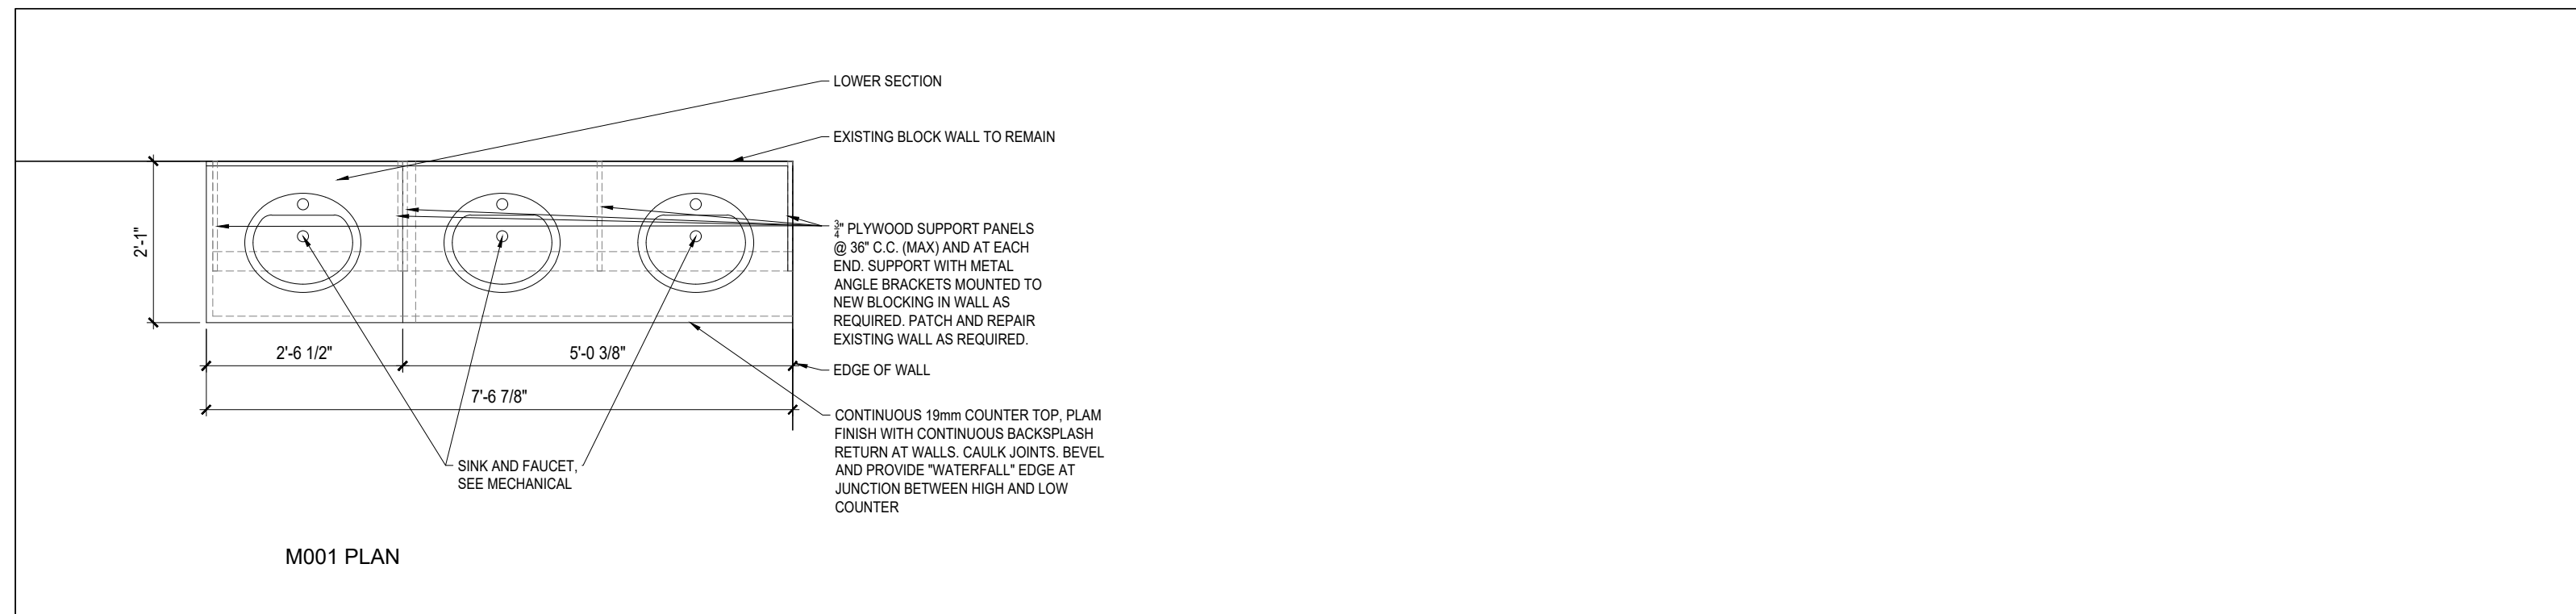 LOWER SECTION
EXISTING BLOCK WALL TO REMAIN
2'-1"
3/4" PLYWOOD SUPPORT PANELS
@ 36" C.C. (MAX) AND AT EACH
END. SUPPORT WITH METAL
ANGLE BRACKETS MOUNTED TO
NEW BLOCKING IN WALL AS
REQUIRED. PATCH AND REPAIR
EXISTING WALL AS REQUIRED.
2'-6 1/2"
5'-0 3/8"
EDGE OF WALL
7'-6 7/8"
CONTINUOUS 19mm COUNTER TOP, PLAM
FINISH WITH CONTINUOUS BACKSPLASH
RETURN AT WALLS. CAULK JOINTS. BEVEL
AND PROVIDE "WATERFALL" EDGE AT
JUNCTION BETWEEN HIGH AND LOW
COUNTER
SINK AND FAUCET,
SEE MECHANICAL
M001 PLAN